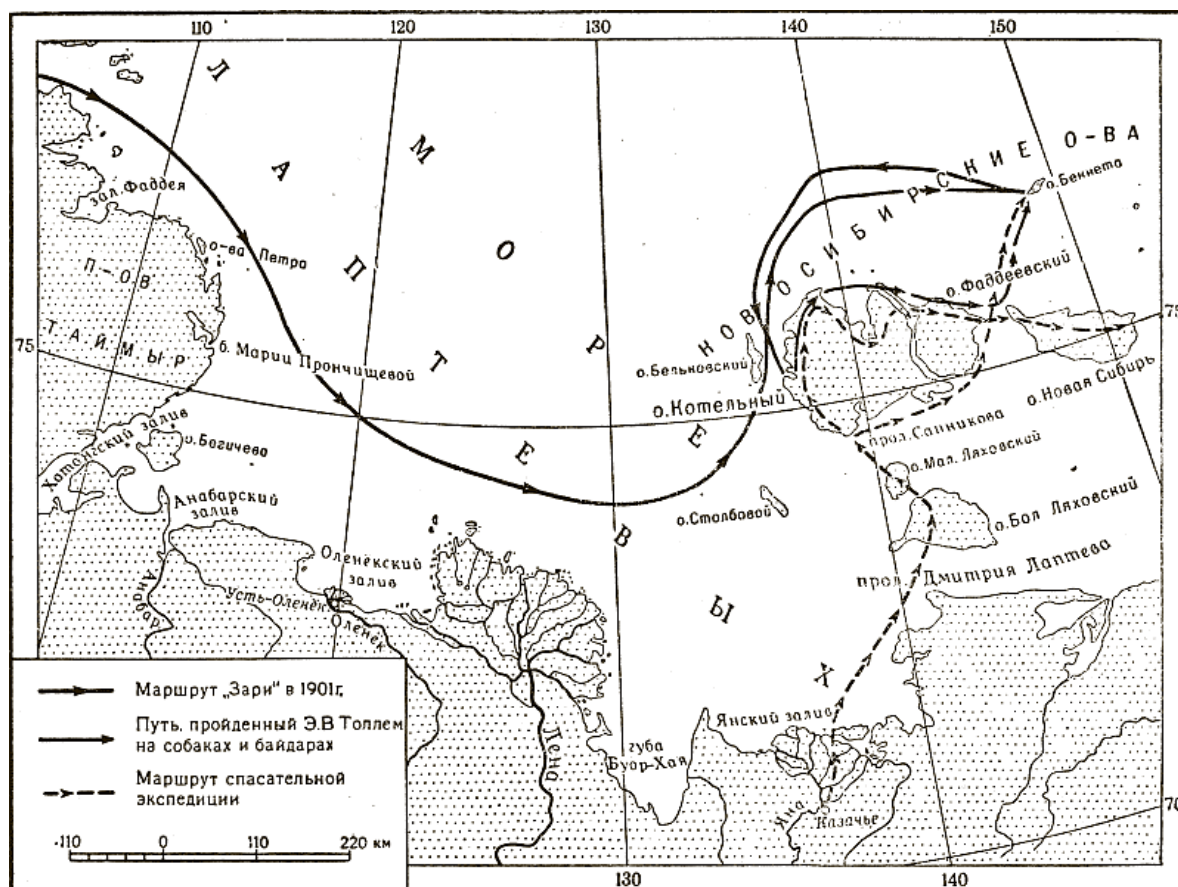 110
120
130
140
150
МОРЕ
ЛАПТЕВЫХ
НОВОСИБИРСКИЕ О-ВА
о.Беннета
зал. Фаддея
о-ва Петра
П-ОВ
ТАЙМЫР
о.Фаддеевский
75
75
б. Марии Прончищевой
о.Бельковский
о.Котельный
о.Новая Сибирь
прол.Санникова
Хатангский залив
о.Бегичева
о.Мал. Ляховский
Анабарский
залив
о.Столбовой
о.Бол Ляховский
Оленёкский
залив
прол. Дмитрия Лаптева
Анабар
Усть-Оленёк
Оленёк
Лена
Янский залив
губа
Буор-Хая
Яна
Казачье
70
Маршрут „Зари" в 1901г.
Путь, пройденный Э.В Толлем
на собаках и байдарах
Маршрут спасательной
экспедиции
-110
0
110
220 км
130
140